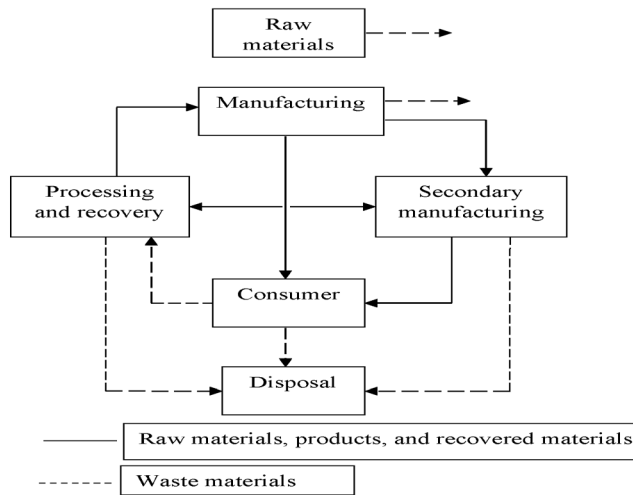 Raw
materials
Manufacturing
Processing
and recovery
Secondary
manufacturing
Consumer
Disposal
Raw materials, products, and recovered materials
Waste materials